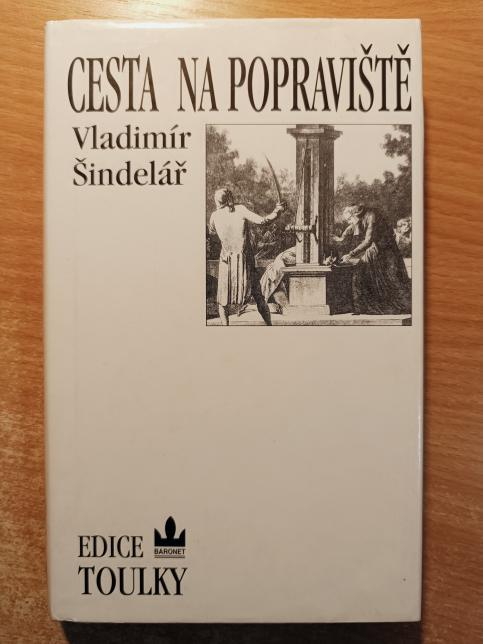 CESTA NA POPRAVIŠTĚ
Vladimír
Šindelář
EDICE
BARONET
TOULKY